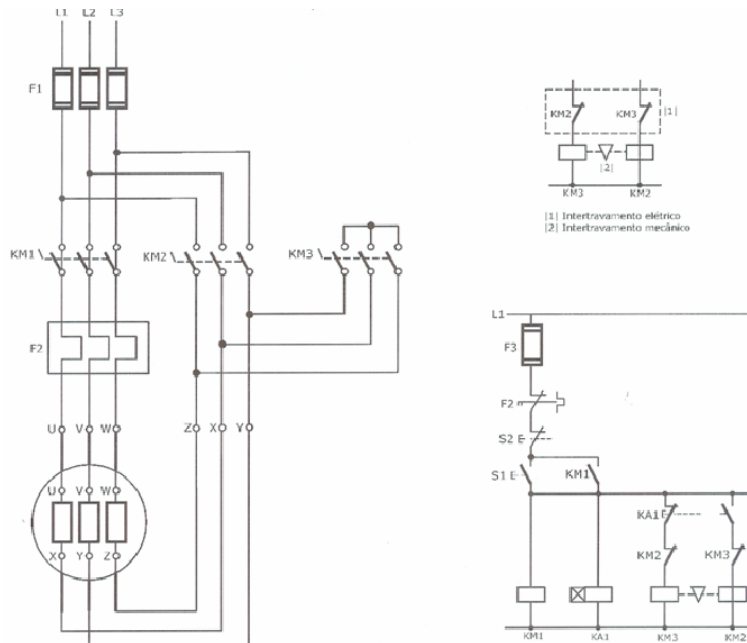 L1 L2 L3
F1
KM2 KM3 |1|
|2|
KM3 KM2
|1| Intertravamento elétrico
|2| Intertravamento mecânico
KM1 KM2 KM3
L1
F3
F2
F2
S2
U V W Z X Y
S1 KM1
U V W
KA1
KM2 KM3
X Y Z
KM1 KA1 KM3 KM2